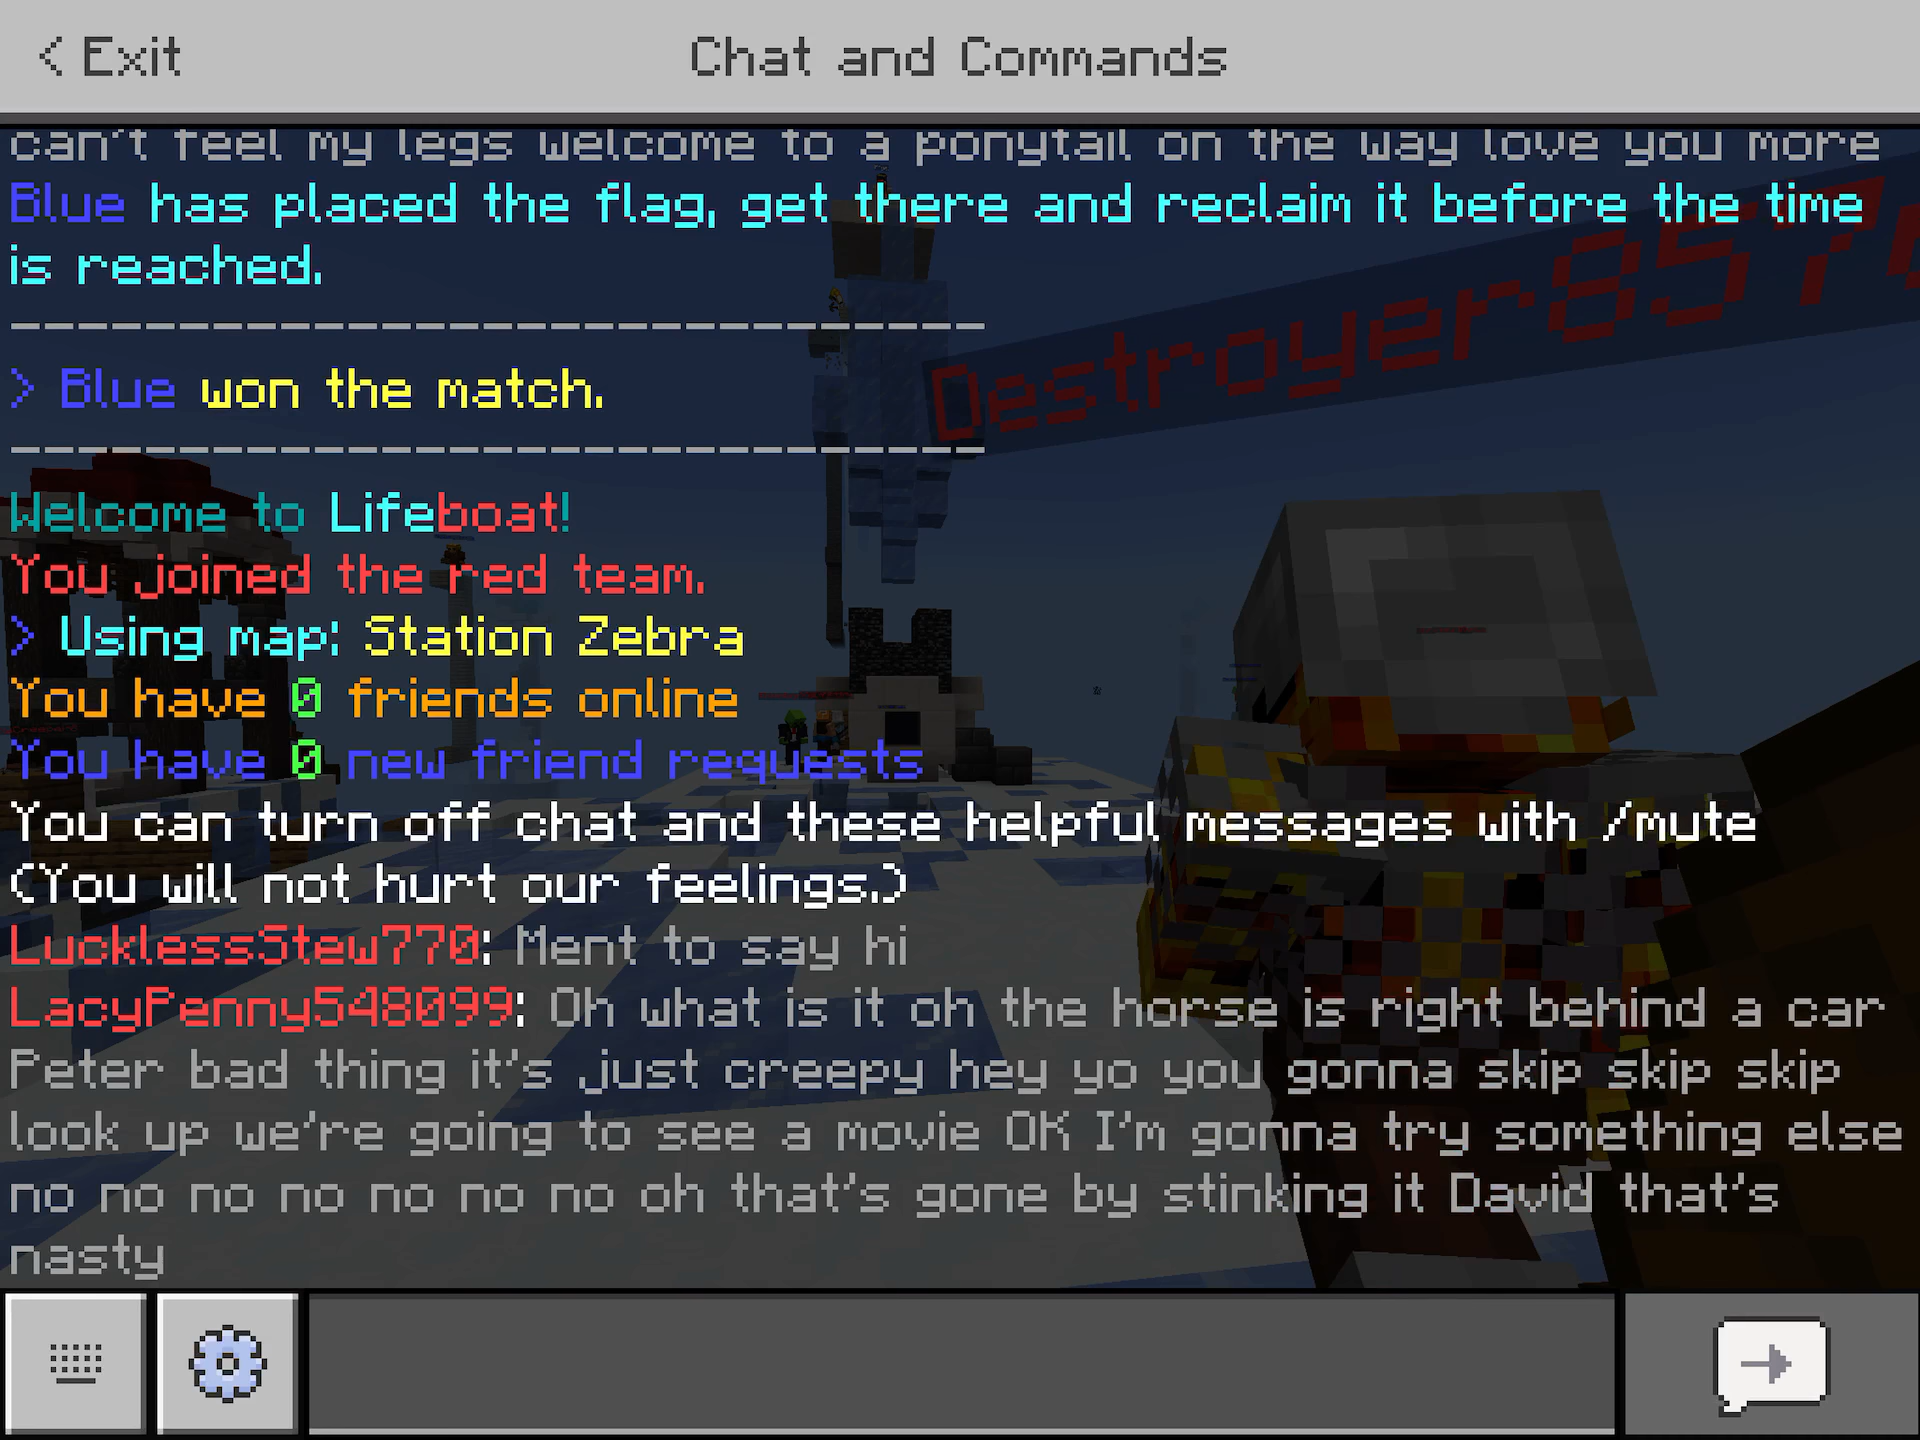 < Exit
Chat and Commands
can't feel my legs welcome to a ponytail on the way love you more
Blue has placed the flag, get there and reclaim it before the time
is reached.
> Blue won the match.
Welcome to Lifeboat!
You joined the red team.
> Using map: Station Zebra
You have 0 friends online
You have 0 new friend requests
You can turn off chat and these helpful messages with /mute
(You will not hurt our feelings.)
LucklessStew770: Ment to say hi
LacyPenny548099: Oh what is it oh the horse is right behind a car
Peter bad thing it's just creepy hey yo you gonna skip skip skip
look up we're going to see a movie OK I'm gonna try something else
no no no no no no no oh that's gone by stinking it David that's
nasty